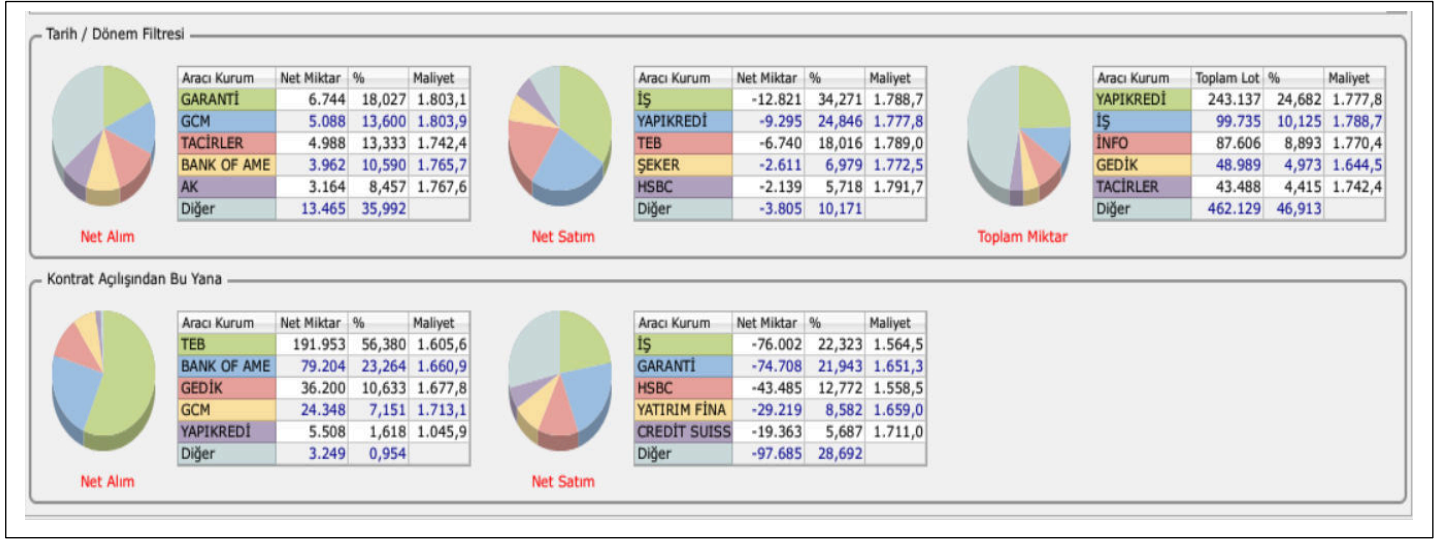 Tarih / Dönem Filtresi
Aracı Kurum Net Miktar % Maliyet
GARANTİ 6.744 18,027 1.803,1
GCM 5.088 13,600 1.803,9
TACİRLER 4.988 13,333 1.742,4
BANK OF AME 3.962 10,590 1.765,7
AK 3.164 8,457 1.767,6
Diğer 13.465 35,992
Net Alım
Aracı Kurum Net Miktar % Maliyet
İŞ -12.821 34,271 1.788,7
YAPIKREDİ -9.295 24,846 1.777,8
TEB -6.740 18,016 1.789,0
ŞEKER -2.611 6,979 1.772,5
HSBC -2.139 5,718 1.791,7
Diğer -3.805 10,171
Net Satım
Aracı Kurum Toplam Lot % Maliyet
YAPIKREDİ 243.137 24,682 1.777,8
İŞ 99.735 10,125 1.788,7
İNFO 87.606 8,893 1.770,4
GEDİK 48.989 4,973 1.644,5
TACİRLER 43.488 4,415 1.742,4
Diğer 462.129 46,913
Toplam Miktar
Kontrat Açılışından Bu Yana
Aracı Kurum Net Miktar % Maliyet
TEB 191.953 56,380 1.605,6
BANK OF AME 79.204 23,264 1.660,9
GEDİK 36.200 10,633 1.677,8
GCM 24.348 7,151 1.713,1
YAPIKREDİ 5.508 1,618 1.045,9
Diğer 3.249 0,954
Net Alım
Aracı Kurum Net Miktar % Maliyet
İŞ -76.002 22,323 1.564,5
GARANTİ -74.708 21,943 1.651,3
HSBC -43.485 12,772 1.558,5
YATIRIM FİNA -29.219 8,582 1.659,0
CREDİT SUISS -19.363 5,687 1.711,0
Diğer -97.685 28,692
Net Satım